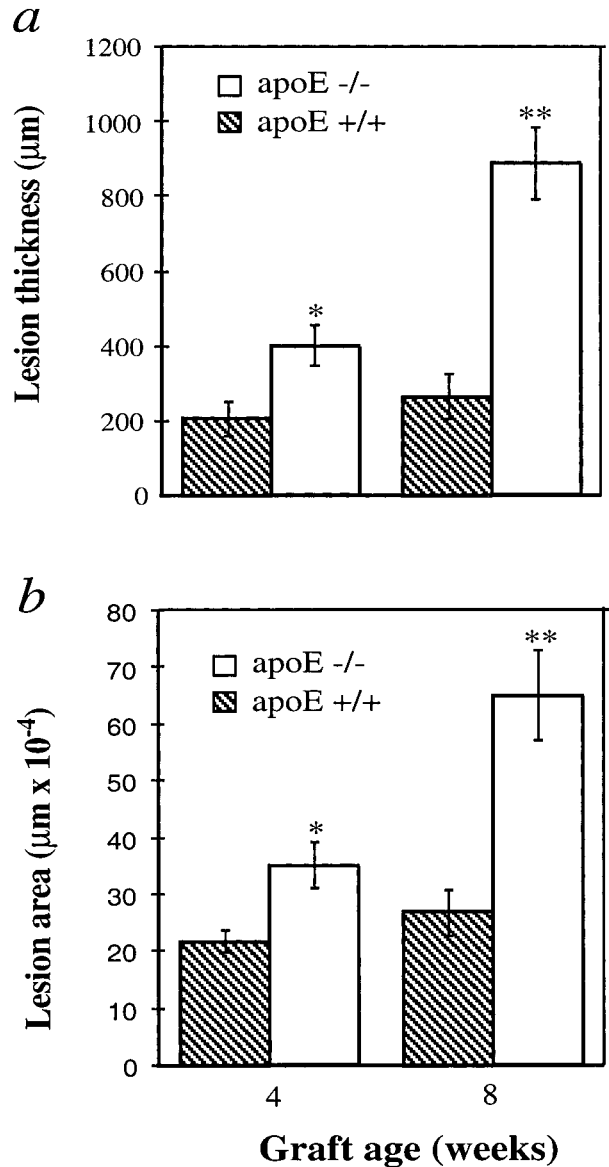 a
1200
1000
800
600
400
200
0
Lesion thickness (µm)
apoE -/-
apoE +/+
*
**
b
80
70
60
50
40
30
20
10
0
Lesion area (µm x 10-4)
apoE -/-
apoE +/+
*
**
4 8
Graft age (weeks)